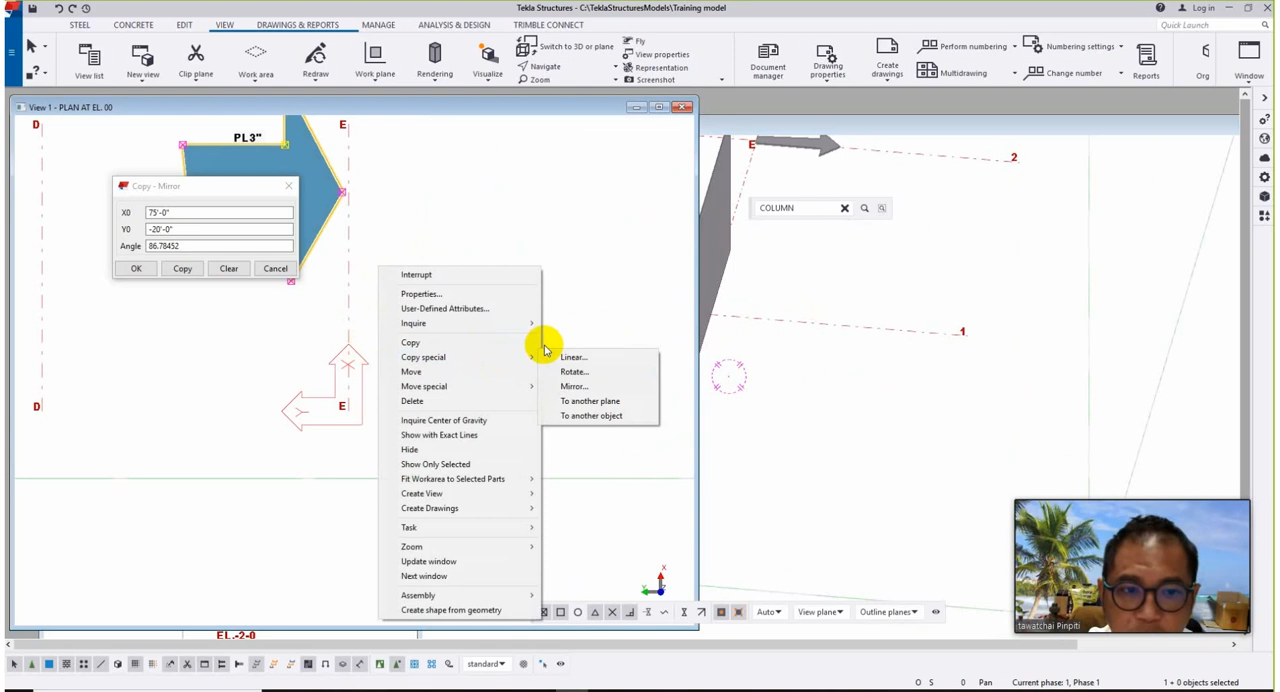 Tekla Structures - C:\TeklaStructuresModels\Training model
Log in
STEEL CONCRETE EDIT VIEW DRAWINGS & REPORTS MANAGE ANALYSIS & DESIGN TRIMBLE CONNECT
Quick Launch
View list
New view
Clip plane
Work area
Redraw
Work plane
Rendering
Visualize
Switch to 3D or plane
Navigate
Zoom
Fly
View properties
Representation
Screenshot
Document manager
Drawing properties
Create drawings
Perform numbering
Multidrawing
Numbering settings
Change number
Reports
Org
Window
View 1 - PLAN AT EL. 00
D
E
PL3"
E
2
Copy - Mirror
X0 75'-0"
Y0 -20'-0"
Angle 86.78452
OK Copy Clear Cancel
COLUMN
Interrupt
Properties...
User-Defined Attributes...
Inquire
Copy
Copy special
Move
Move special
Delete
Inquire Center of Gravity
Show with Exact Lines
Hide
Show Only Selected
Fit Workarea to Selected Parts
Create View
Create Drawings
Task
Zoom
Update window
Next window
Assembly
Create shape from geometry
Linear...
Rotate...
Mirror...
To another plane
To another object
1
D
E
X
Y
Z
EL.-2-0
Auto
View plane
Outline planes
tawatchai Pinpiti
standard
O S 0 Pan Current phase: 1, Phase 1 1 + 0 objects selected